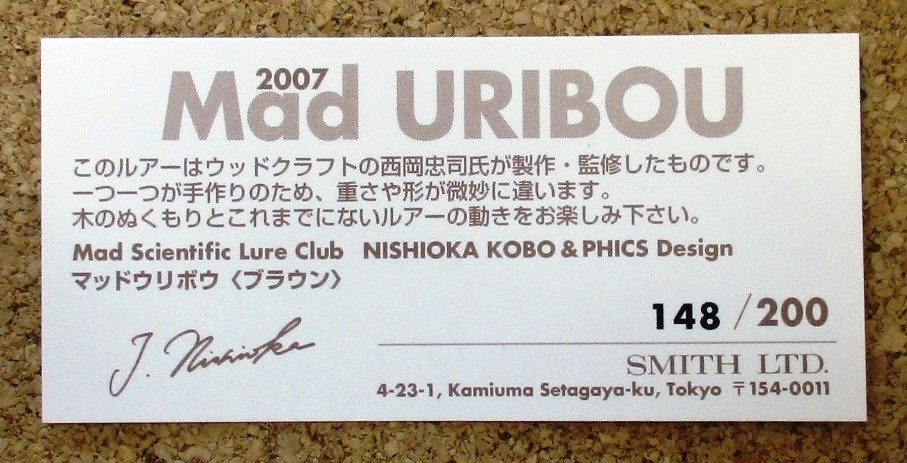 2007
Mad URIBOU
このルアーはウッドクラフトの西岡忠司氏が製作・監修したものです。
一つ一つが手作りのため、重さや形が微妙に違います。
木のぬくもりとこれまでにないルアーの動きをお楽しみ下さい。
Mad Scientific Lure Club NISHIOKA KOBO & PHICS Design
マッドウリボウ〈ブラウン〉
148 / 200
J. Nishioka
SMITH LTD.
4-23-1, Kamiuma Setagaya-ku, Tokyo 〒154-0011